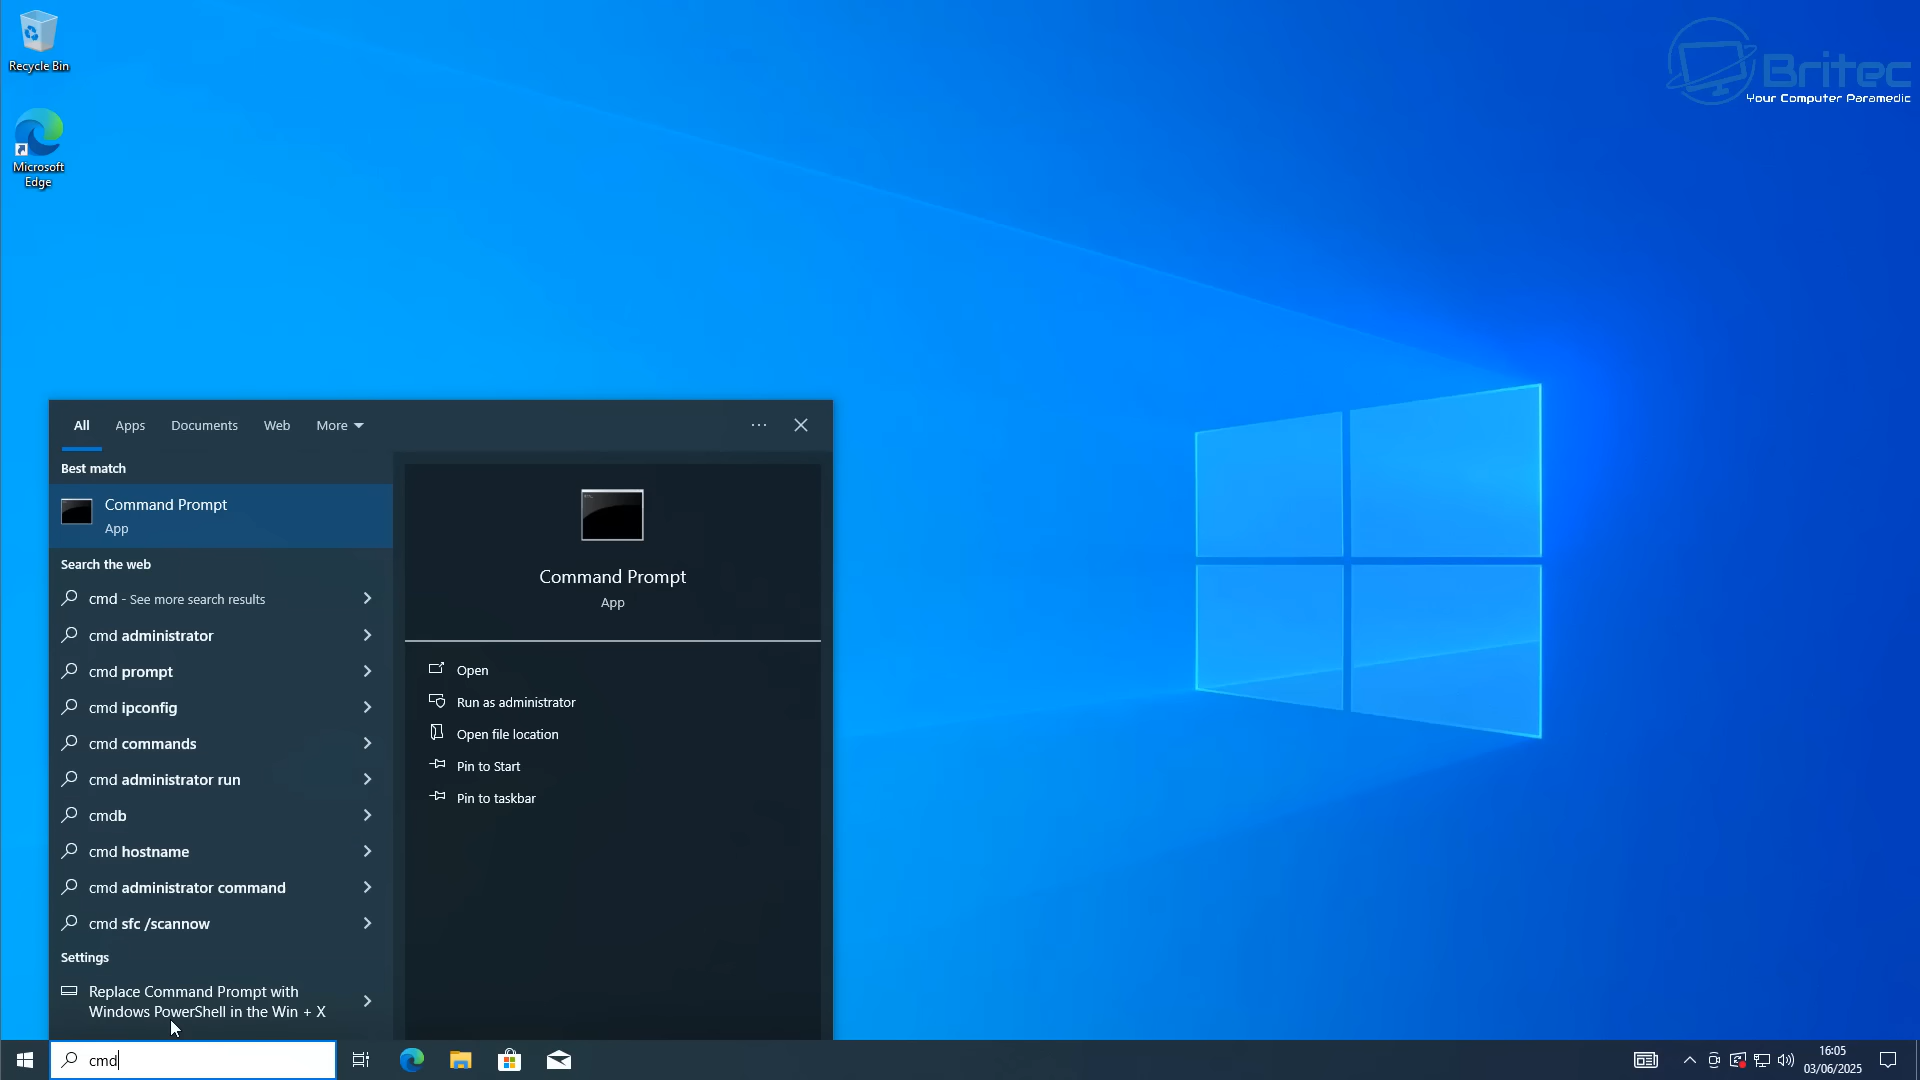 Recycle Bin
Microsoft
Edge
Britec
Your Computer Paramedic
All
Apps
Documents
Web
More
Best match
Command Prompt
App
Search the web
cmd - See more search results
cmd administrator
cmd prompt
cmd ipconfig
cmd commands
cmd administrator run
cmdb
cmd hostname
cmd administrator command
cmd sfc /scannow
Settings
Replace Command Prompt with
Windows PowerShell in the Win + X
Command Prompt
App
Open
Run as administrator
Open file location
Pin to Start
Pin to taskbar
cmd
16:05
03/06/2025